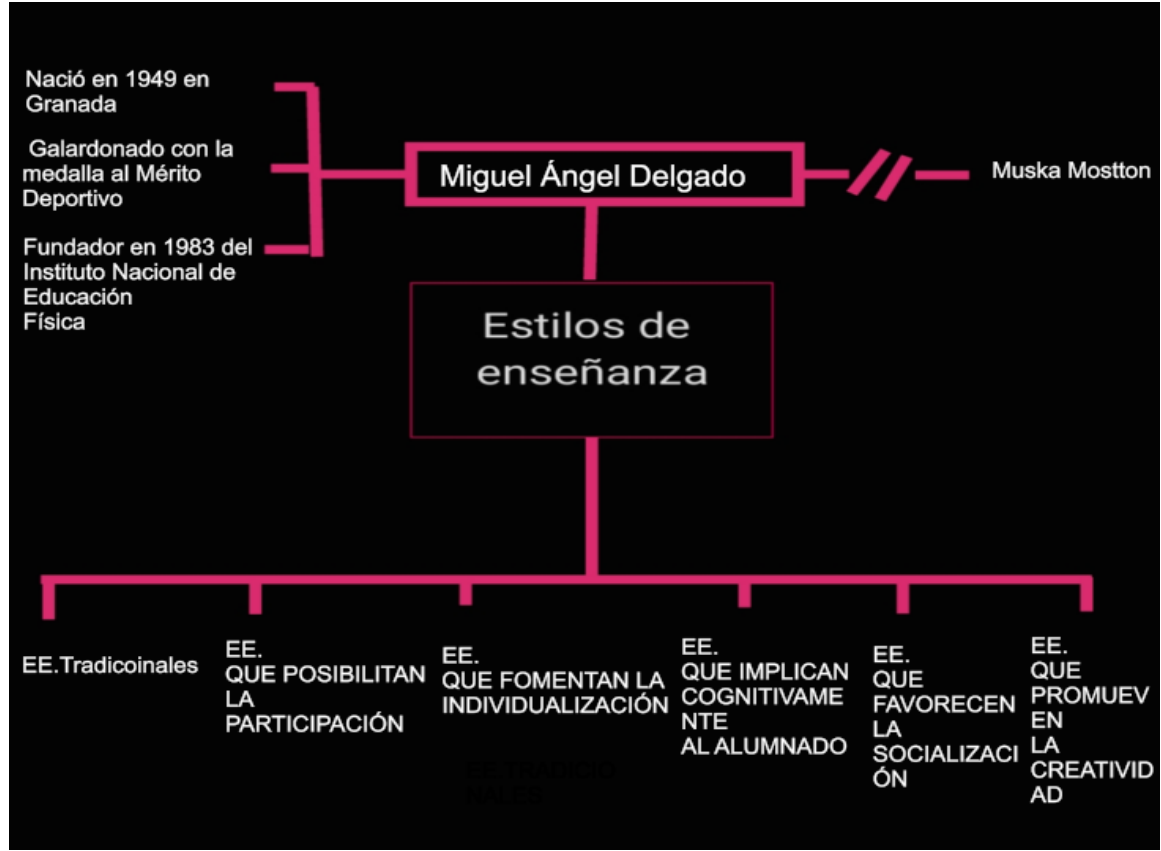 Nació en 1949 en
Granada
Galardonado con la
medalla al Mérito
Deportivo
Fundador en 1983 del
Instituto Nacional de
Educación
Física
Miguel Ángel Delgado
Muska Mostton
Estilos de
enseñanza
EE.Tradicoinales
EE.
QUE POSIBILITAN
LA
PARTICIPACIÓN
EE.
QUE FOMENTAN LA
INDIVIDUALIZACIÓN
EE.TRADICIO
NALES
EE.
QUE IMPLICAN
COGNITIVAME
NTE
AL ALUMNADO
EE.
QUE
FAVORECEN
LA
SOCIALIZACI
ÓN
EE.
QUE
PROMUEV
EN
LA
CREATIVID
AD